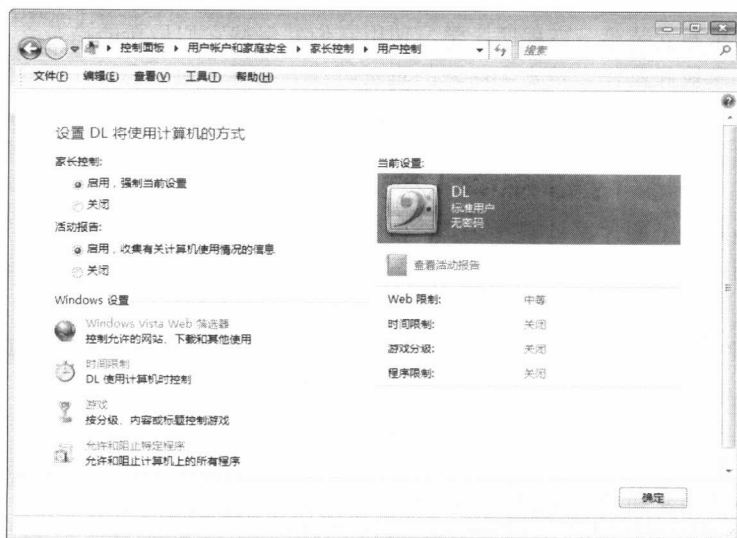 控制面板 ▸ 用户帐户和家庭安全 ▸ 家长控制 ▸ 用户控制
搜索
文件(F) 编辑(E) 查看(V) 工具(T) 帮助(H)
设置 DL 将使用计算机的方式
家长控制:
启用，强制当前设置
关闭
活动报告:
启用，收集有关计算机使用情况的信息
关闭
Windows 设置
Windows Vista Web 筛选器
控制允许的网站、下载和其他使用
时间限制
DL 使用计算机时控制
游戏
按分级、内容或标题控制游戏
允许和阻止特定程序
允许和阻止计算机上的所有程序
当前设置:
DL
标准用户
无密码
查看活动报告
Web 限制: 中等
时间限制: 关闭
游戏分级: 关闭
程序限制: 关闭
确定